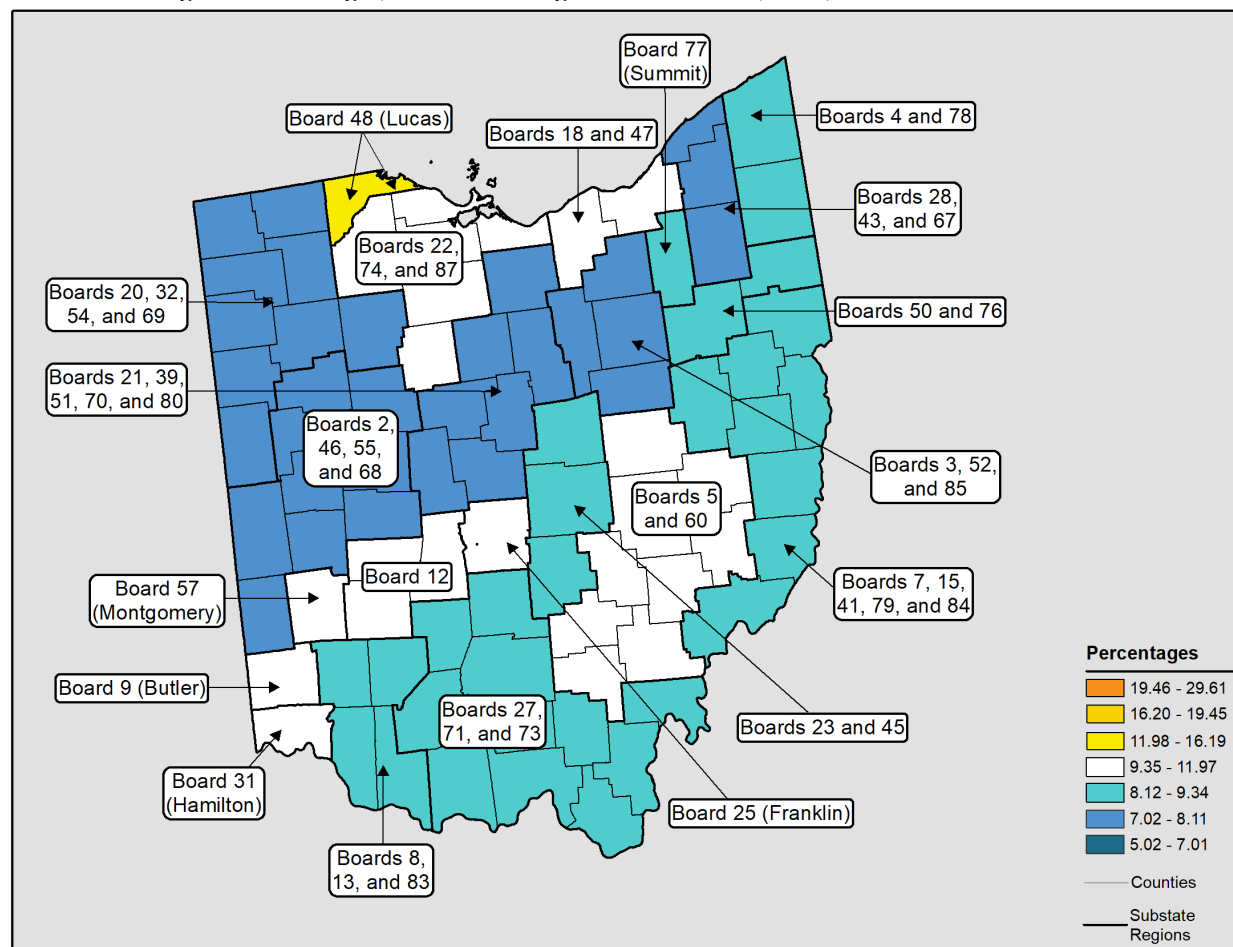 Board 77
(Summit)
Board 48 (Lucas)
Boards 18 and 47
Boards 4 and 78
Boards 28,
43, and 67
Boards 22,
74, and 87
Boards 20, 32,
54, and 69
Boards 50 and 76
Boards 21, 39,
51, 70, and 80
Boards 2,
46, 55,
and 68
Boards 3, 52,
and 85
Boards 5
and 60
Board 12
Board 57
(Montgomery)
Boards 7, 15,
41, 79, and 84
Board 9 (Butler)
Boards 27,
71, and 73
Boards 23 and 45
Board 31
(Hamilton)
Board 25 (Franklin)
Boards 8,
13, and 83
Percentages
19.46 - 29.61
16.20 - 19.45
11.98 - 16.19
9.35 - 11.97
8.12 - 9.34
7.02 - 8.11
5.02 - 7.01
Counties
Substate
Regions